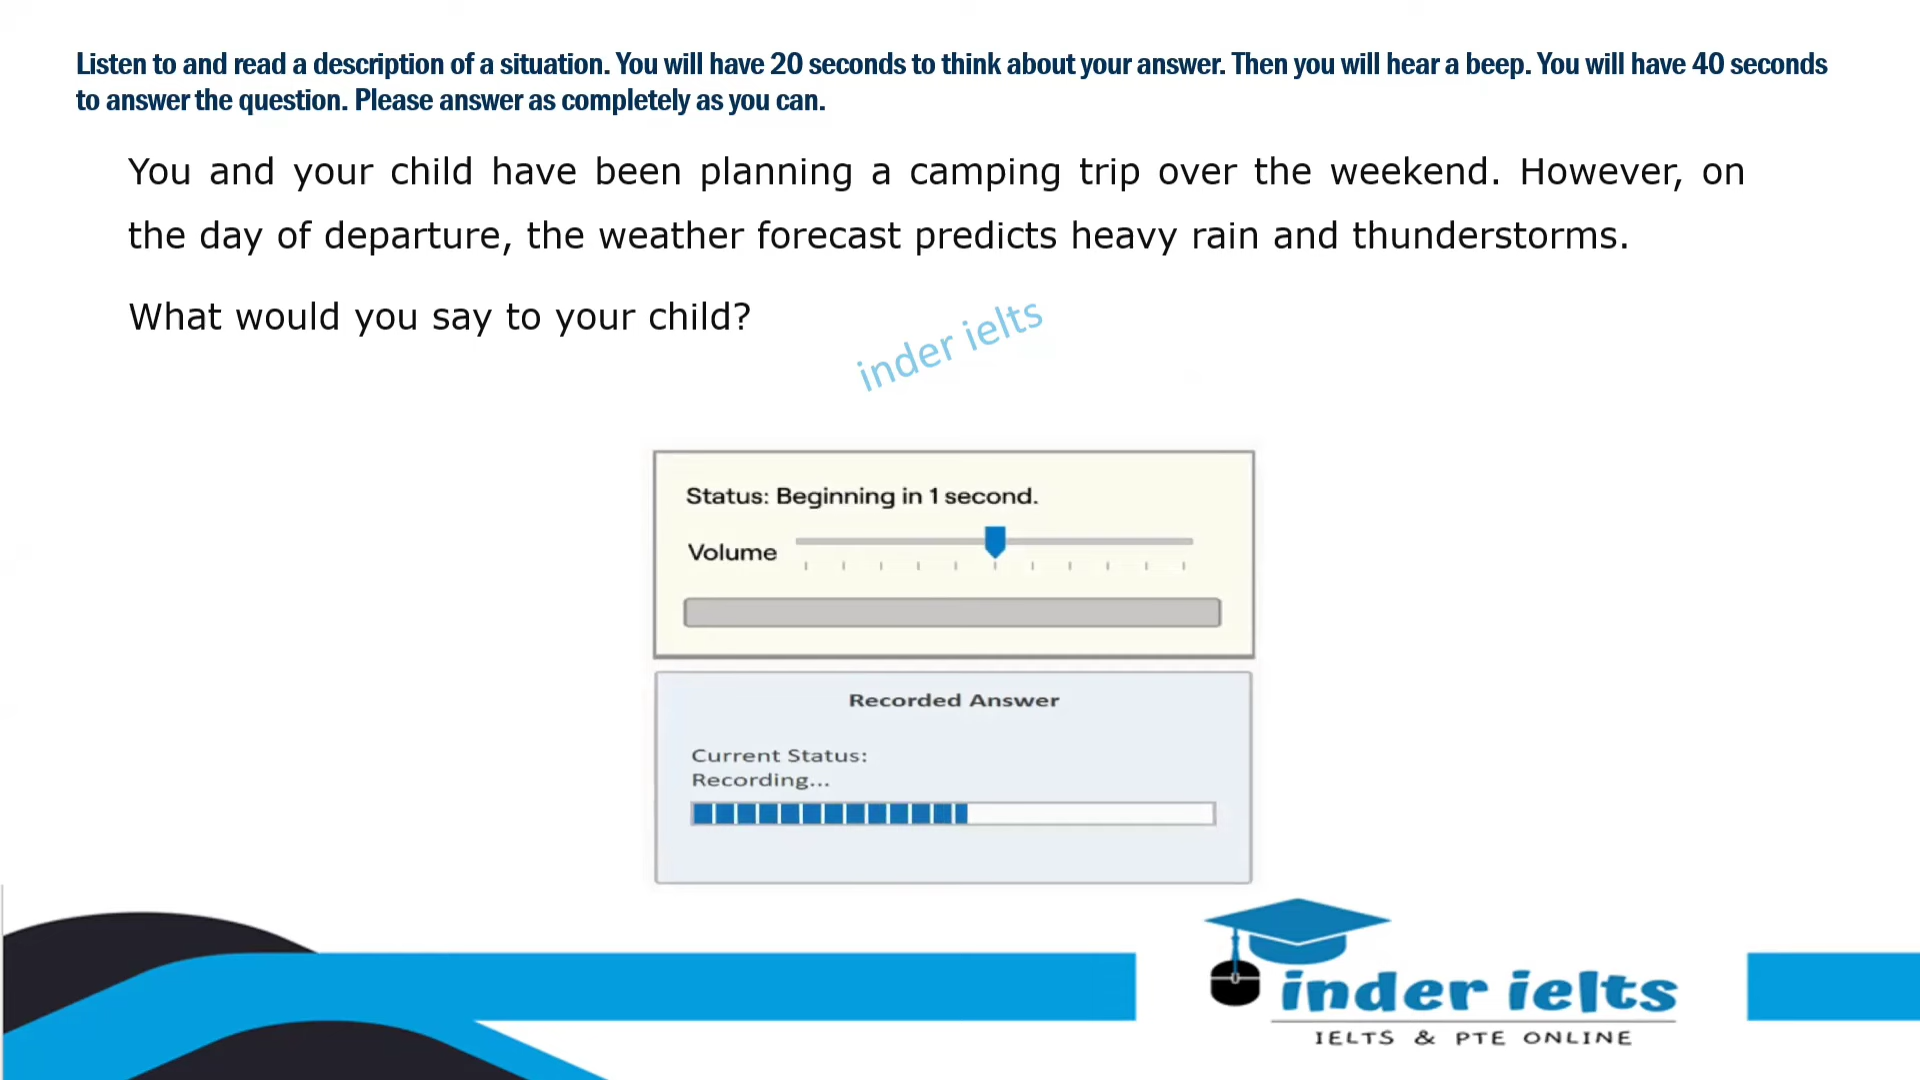 Listen to and read a description of a situation. You will have 20 seconds to think about your answer. Then you will hear a beep. You will have 40 seconds
to answer the question. Please answer as completely as you can.
You and your child have been planning a camping trip over the weekend. However, on
the day of departure, the weather forecast predicts heavy rain and thunderstorms.
What would you say to your child?
inder ielts
Status: Beginning in 1 second.
Volume
Recorded Answer
Current Status:
Recording...
inder ielts
IELTS & PTE ONLINE